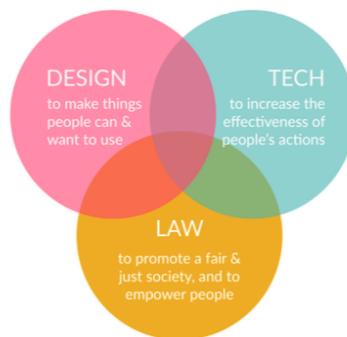 DESIGN
to make things
people can &
want to use
TECH
to increase the
effectiveness of
people's actions
LAW
to promote a fair &
just society, and to
empower people